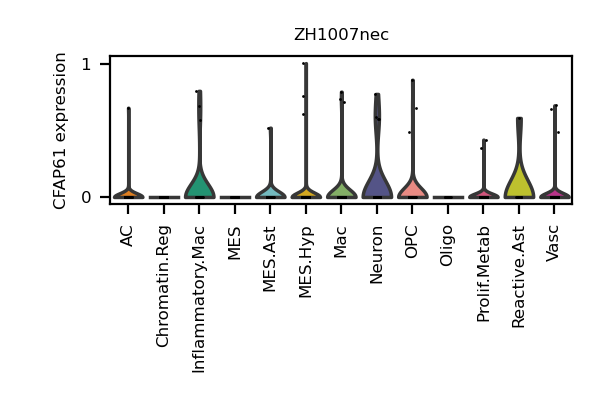 ZH1007nec
CFAP61 expression
1
0
AC
Chromatin.Reg
Inflammatory.Mac
MES
MES.Ast
MES.Hyp
Mac
Neuron
OPC
Oligo
Prolif.Metab
Reactive.Ast
Vasc